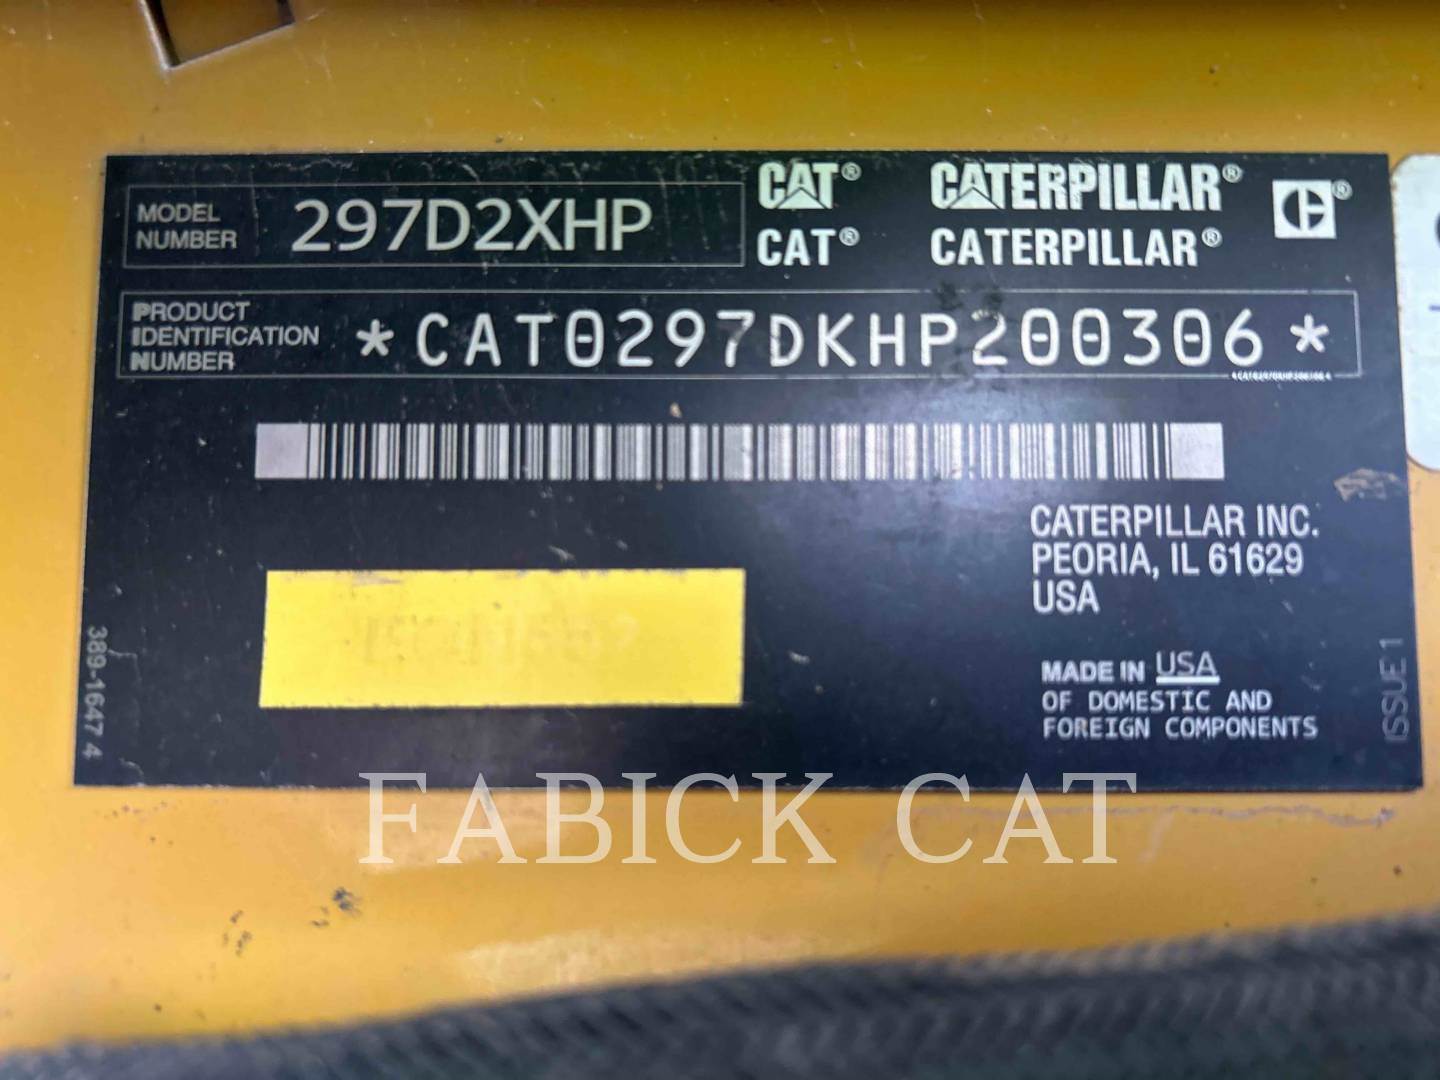 MODEL NUMBER 297D2XHP
CAT® CATERPILLAR® C®
CAT® CATERPILLAR®
PRODUCT IDENTIFICATION NUMBER *CAT0297DKHP200306*
CATERPILLAR INC.
PEORIA, IL 61629
USA
MADE IN USA
OF DOMESTIC AND
FOREIGN COMPONENTS
389-1647 4
ISSUE 1
FABICK CAT